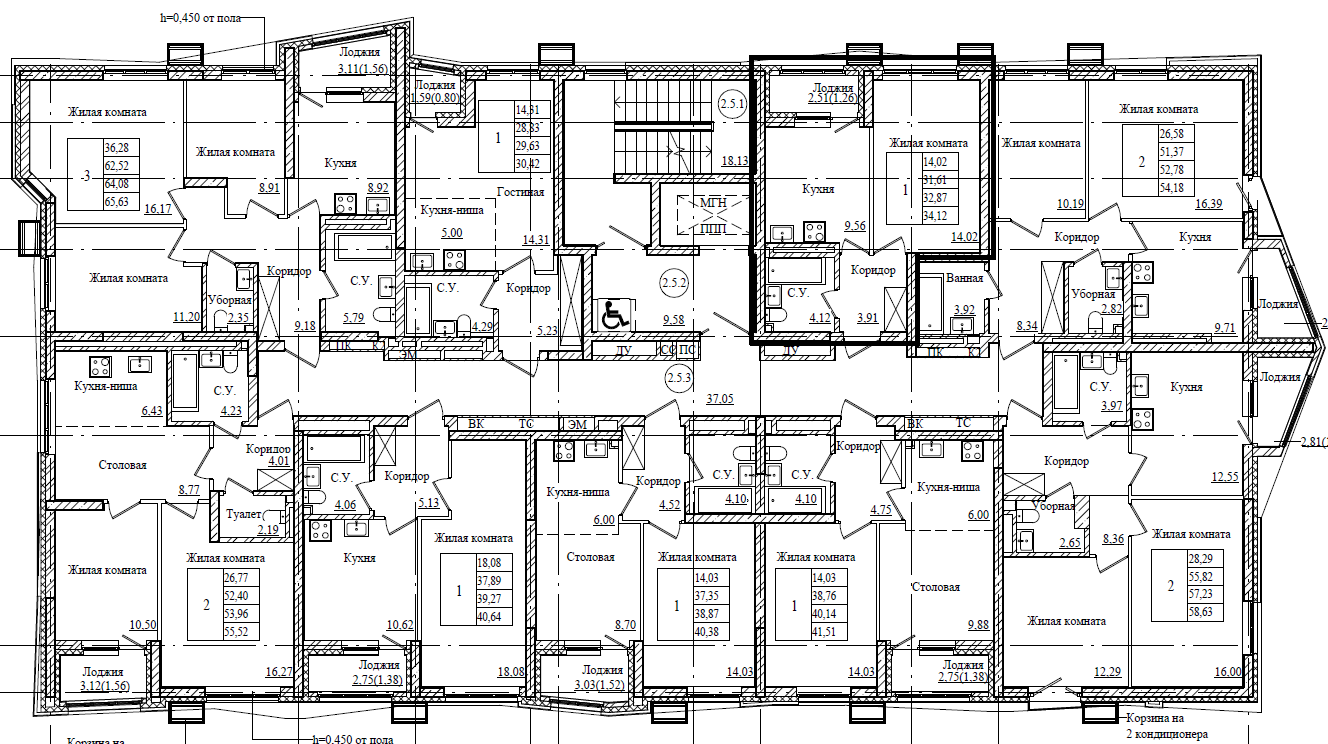 h=0,450 от пола
Лоджия
3.11(1.56)
Лоджия
1.59(0.80)
Жилая комната
3
36,28
62,52
64,08
65,63
16.17
Жилая комната
8.91
Кухня
8.92
1
14,31
28,83
29,63
30,42
Гостиная
Кухня-ниша
5.00
14.31
2.5.1
18.13
МГН
ППП
Лоджия
2.51(1.26)
Кухня
9.56
Жилая комната
1
14,02
31,61
32,87
34,12
14.02
Жилая комната
10.19
Жилая комната
2
26,58
51,37
52,78
54,18
16.39
Жилая комната
11.20
Уборная
2.35
Коридор
9.18
С.У.
5.79
С.У.
4.29
Коридор
5.23
2.5.2
9.58
С.У.
4.12
Коридор
3.91
Ванная
3.92
Коридор
8.34
Уборная
2.82
Кухня
9.71
Лоджия
ПК
К
ЭМ
ДУ
СС
ПС
ДУ
ПК
К
2.5.3
37.05
Кухня-ниша
6.43
С.У.
4.23
Столовая
8.77
Коридор
4.01
Туалет
2.19
С.У.
4.06
Коридор
5.13
ВК
ТС
ЭМ
Кухня-ниша
6.00
Коридор
4.52
С.У.
4.10
С.У.
4.10
Коридор
4.75
ВК
ТС
Кухня-ниша
6.00
С.У.
3.97
Кухня
12.55
Лоджия
Коридор
8.36
Уборная
2.65
Жилая комната
10.50
Жилая комната
2
26,77
52,40
53,96
55,52
16.27
Кухня
10.62
Жилая комната
1
18,08
37,89
39,27
40,64
18.08
Столовая
8.70
Жилая комната
1
14,03
37,35
38,87
40,38
14.03
Жилая комната
1
14,03
38,76
40,14
41,51
14.03
Столовая
9.88
Жилая комната
12.29
Жилая комната
2
28,29
55,82
57,23
58,63
16.00
Лоджия
3.12(1.56)
Лоджия
2.75(1.38)
Лоджия
3.03(1.52)
Лоджия
2.75(1.38)
Корзина на
2 кондиционера
Корзина на
h=0,450 от пола